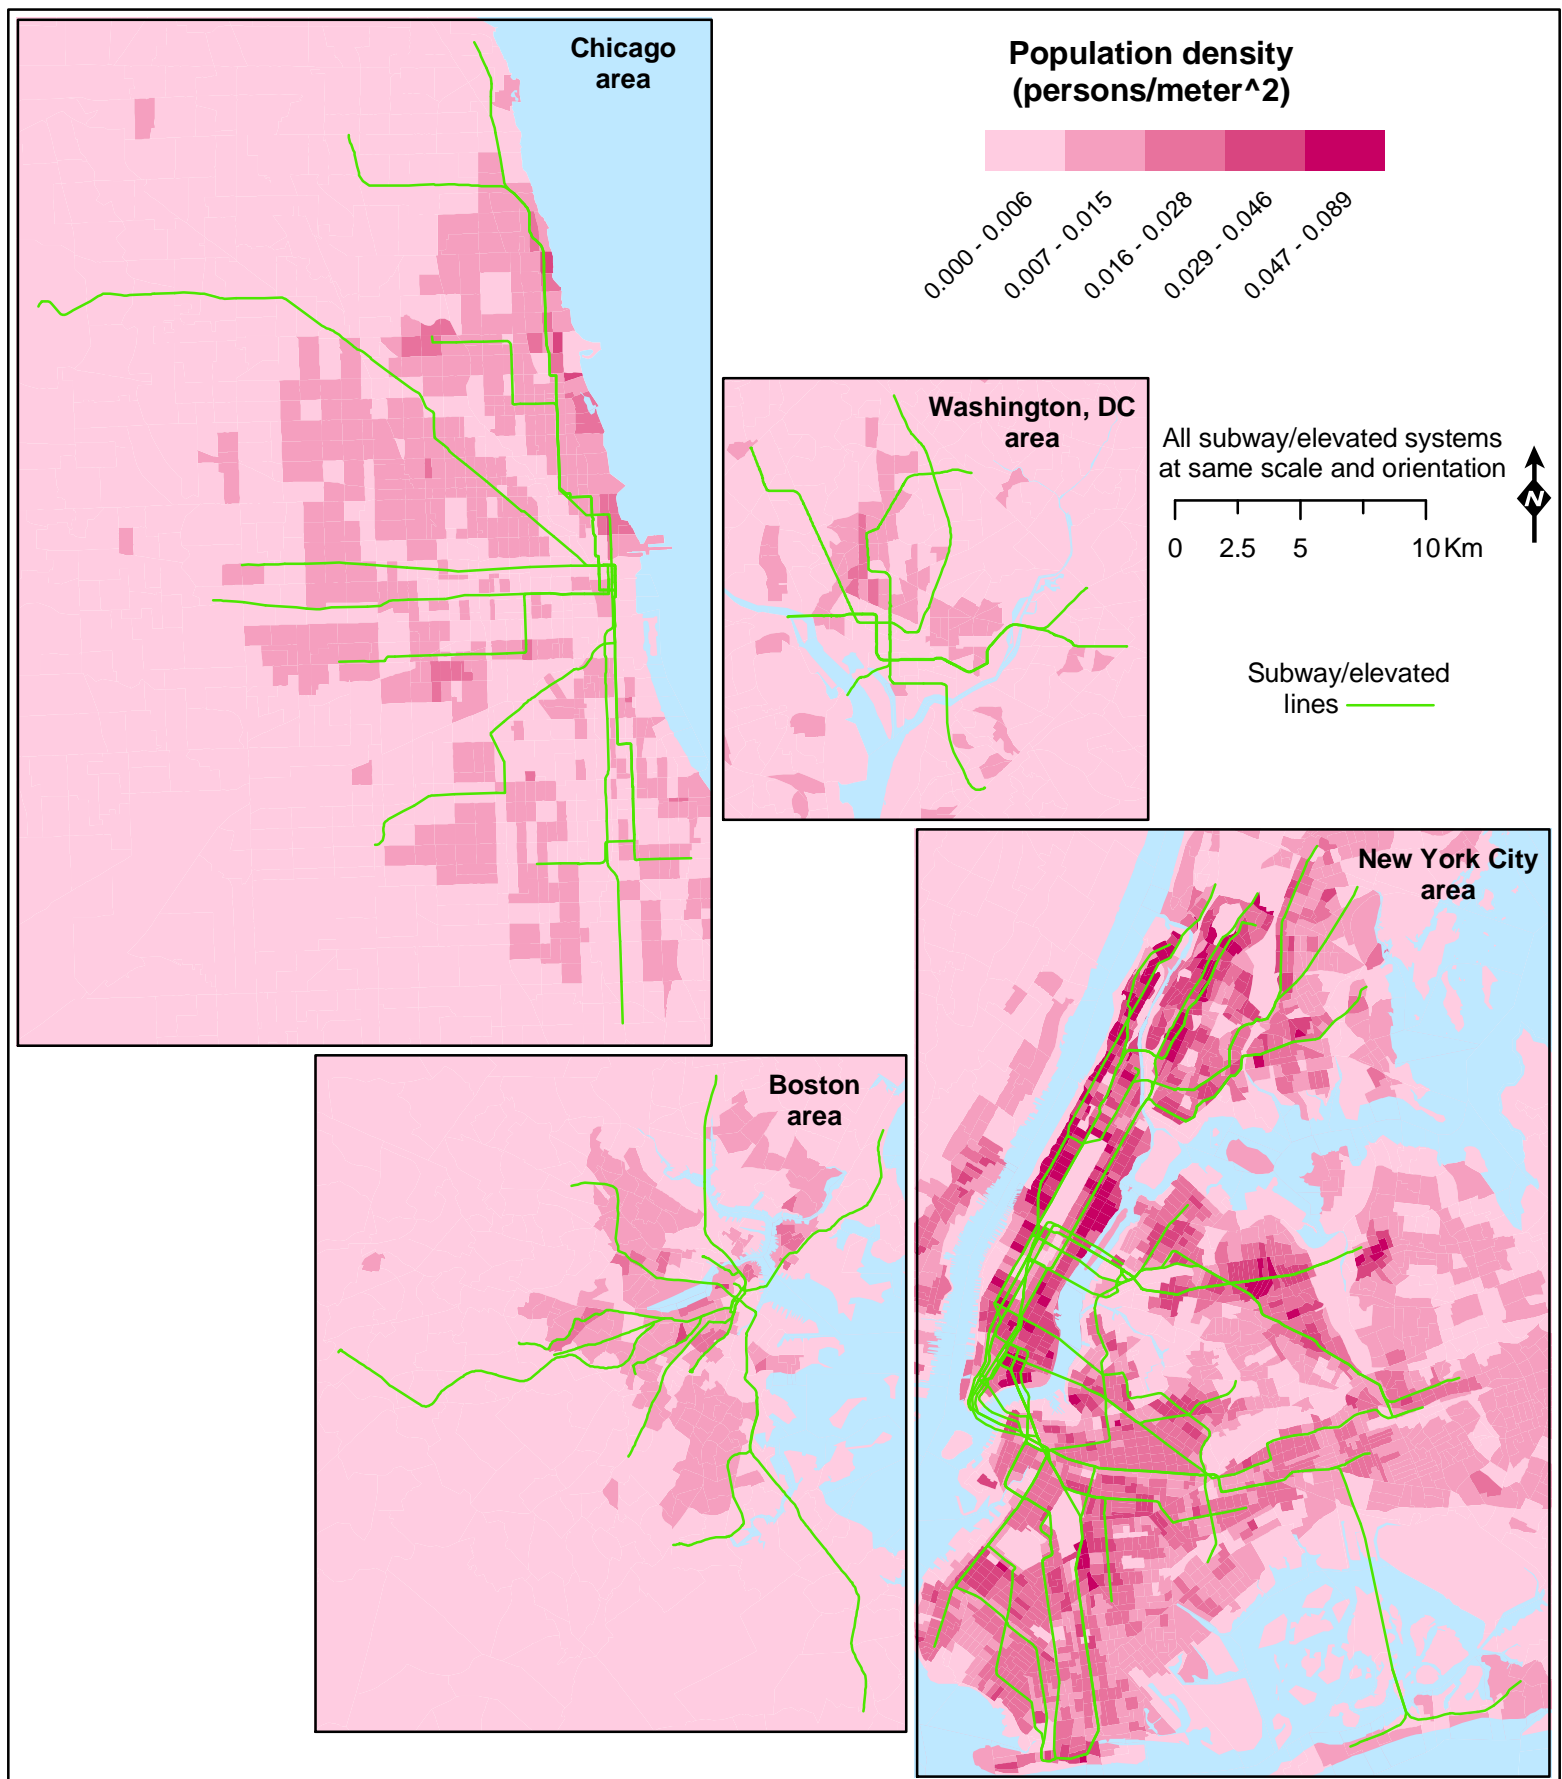 Chicago
area
Population density
(persons/meter^2)
0.000 - 0.006
0.007 - 0.015
0.016 - 0.028
0.029 - 0.046
0.047 - 0.089
Washington, DC
area
All subway/elevated systems
at same scale and orientation
N
0 2.5 5 10 Km
Subway/elevated
lines
New York City
area
Boston
area